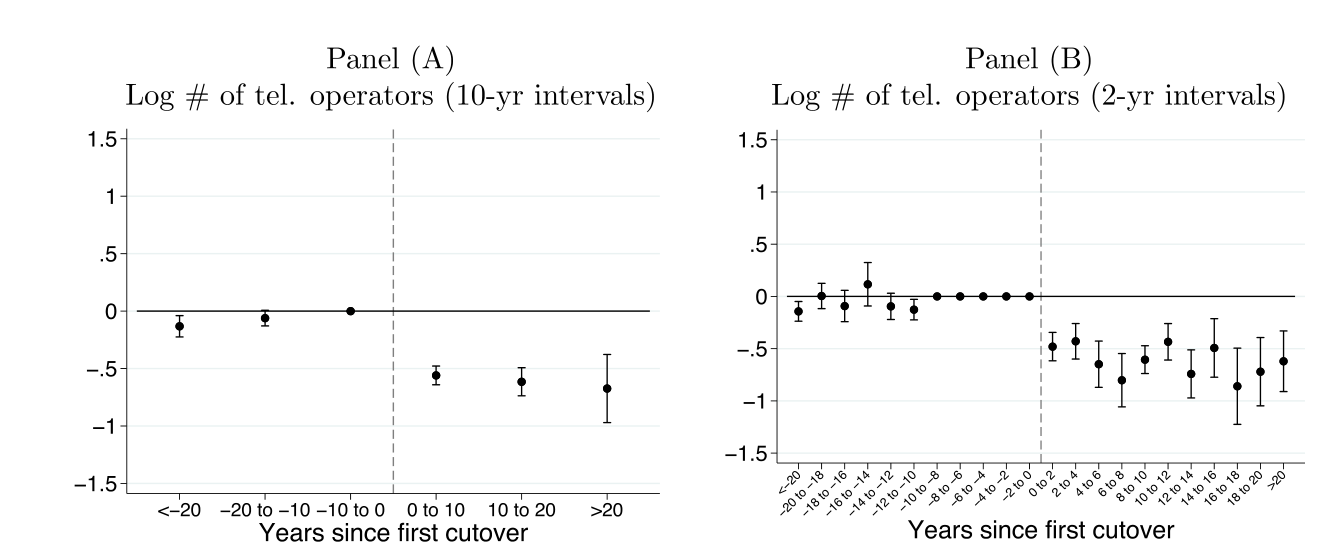 Panel (A)
Log # of tel. operators (10-yr intervals)
1.5
1
.5
0
−.5
−1
−1.5
<−20 −20 to −10 −10 to 0 0 to 10 10 to 20 >20
Years since first cutover
Panel (B)
Log # of tel. operators (2-yr intervals)
1.5
1
.5
0
−.5
−1
−1.5
<−20
−20 to −18
−18 to −16
−16 to −14
−14 to −12
−12 to −10
−10 to −8
−8 to −6
−6 to −4
−4 to −2
−2 to 0
0 to 2
2 to 4
4 to 6
6 to 8
8 to 10
10 to 12
12 to 14
14 to 16
16 to 18
18 to 20
>20
Years since first cutover